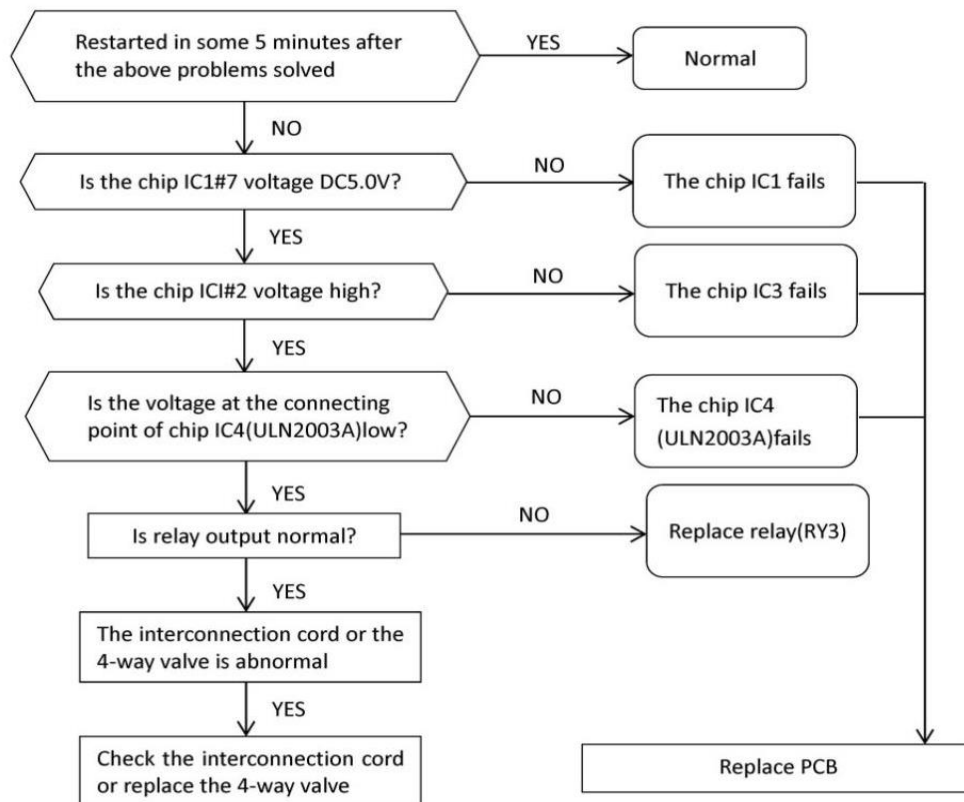 Restarted in some 5 minutes after
the above problems solved
YES
Normal
NO
Is the chip IC1#7 voltage DC5.0V?
NO
The chip IC1 fails
YES
Is the chip ICI#2 voltage high?
NO
The chip IC3 fails
YES
Is the voltage at the connecting
point of chip IC4(ULN2003A)low?
NO
The chip IC4
(ULN2003A)fails
YES
Is relay output normal?
NO
Replace relay(RY3)
YES
The interconnection cord or the
4-way valve is abnormal
YES
Check the interconnection cord
or replace the 4-way valve
Replace PCB